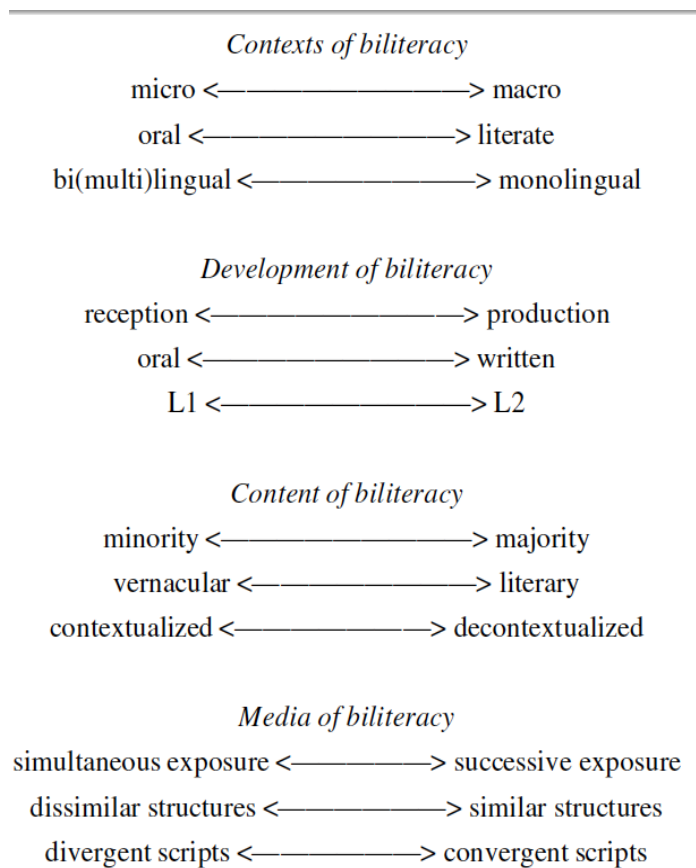 Contexts of biliteracy
micro <————————> macro
oral <————————> literate
bi(multi)lingual <————————> monolingual
Development of biliteracy
reception <————————> production
oral <————————> written
L1 <————————> L2
Content of biliteracy
minority <————————> majority
vernacular <————————> literary
contextualized <———————> decontextualized
Media of biliteracy
simultaneous exposure <—————> successive exposure
dissimilar structures <——————> similar structures
divergent scripts <———————> convergent scripts